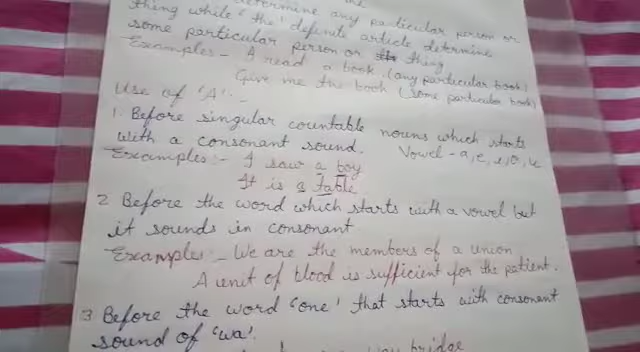 determine any particular person or
thing while 'the' definite article determine
some particular person or thing
Examples - I read a book. (any particular book)
Give me the book (some particular book)
Use of 'A' :-
1. Before singular countable nouns which starts
with a consonant sound. Vowel - a, e, i, o, u
Examples :- I saw a boy
It is a table
2 Before the word which starts with a vowel but
it sounds in consonant
Examples :- We are the members of a union
A unit of blood is sufficient for the patient.
3 Before the word 'one' that starts with consonant
sound of 'wa'.
bridge